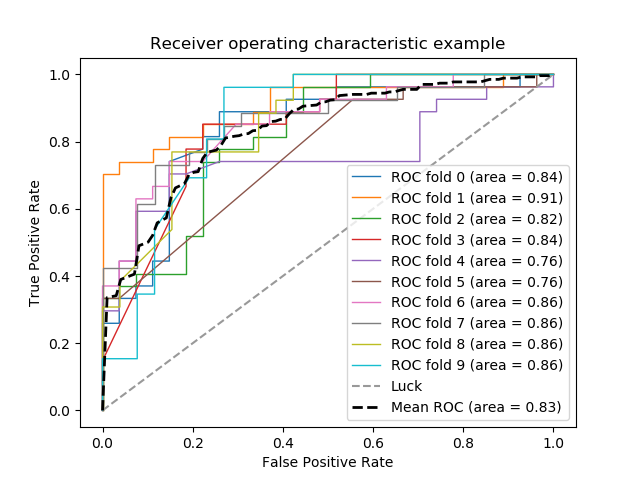 Receiver operating characteristic example
True Positive Rate
1.0
0.8
0.6
0.4
0.2
0.0
ROC fold 0 (area = 0.84)
ROC fold 1 (area = 0.91)
ROC fold 2 (area = 0.82)
ROC fold 3 (area = 0.84)
ROC fold 4 (area = 0.76)
ROC fold 5 (area = 0.76)
ROC fold 6 (area = 0.86)
ROC fold 7 (area = 0.86)
ROC fold 8 (area = 0.86)
ROC fold 9 (area = 0.86)
Luck
Mean ROC (area = 0.83)
0.0 0.2 0.4 0.6 0.8 1.0
False Positive Rate